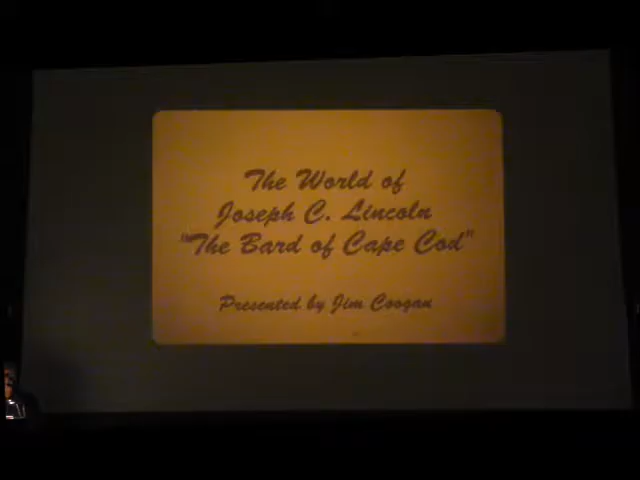 The World of
Joseph C. Lincoln
"The Bard of Cape Cod"
Presented by Jim Coogan